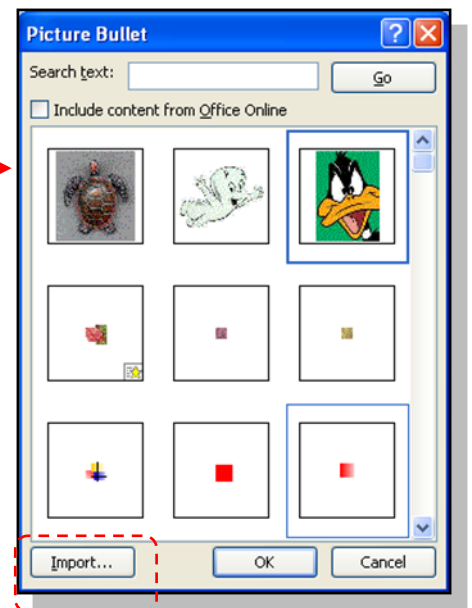 Picture Bullet
Search text:
Go
Include content from Office Online
Import...
OK
Cancel